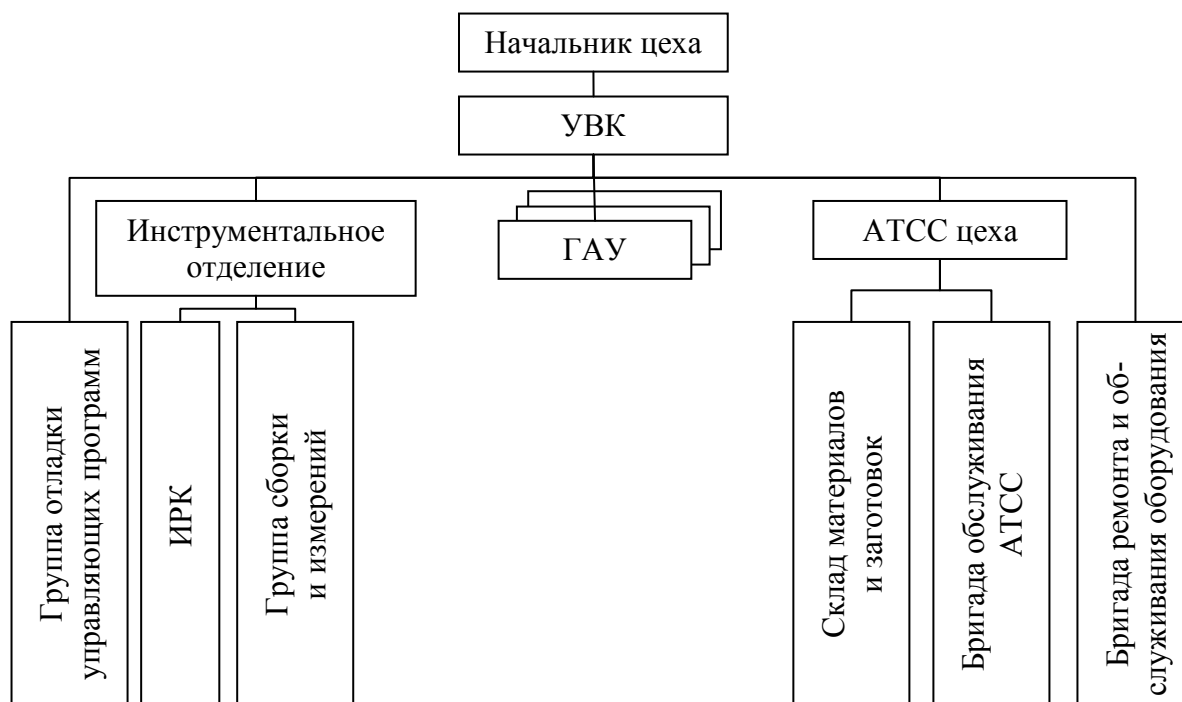 Начальник цеха
УВК
Инструментальное
отделение
ГАУ
АТСС цеха
Группа отладки
управляющих программ
ИРК
Группа сборки
и измерений
Склад материалов
и заготовок
Бригада обслуживания
АТСС
Бригада ремонта и об-
служивания оборудования